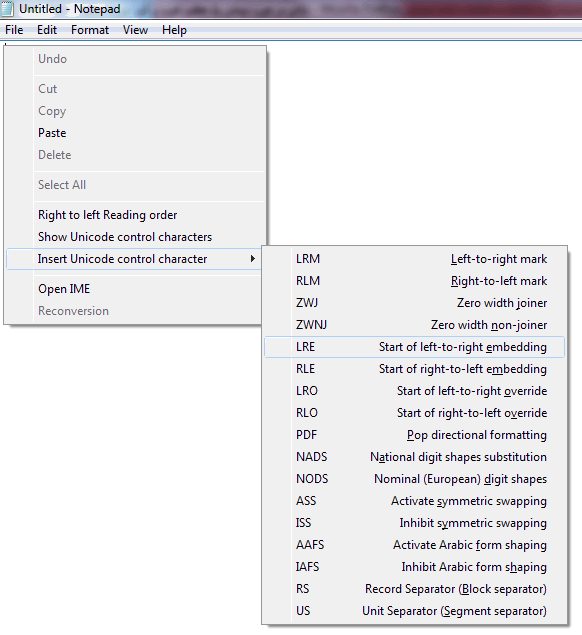 Untitled - Notepad
File Edit Format View Help
Undo
Cut
Copy
Paste
Delete
Select All
Right to left Reading order
Show Unicode control characters
Insert Unicode control character
Open IME
Reconversion
LRM Left-to-right mark
RLM Right-to-left mark
ZWJ Zero width joiner
ZWNJ Zero width non-joiner
LRE Start of left-to-right embedding
RLE Start of right-to-left embedding
LRO Start of left-to-right override
RLO Start of right-to-left override
PDF Pop directional formatting
NADS National digit shapes substitution
NODS Nominal (European) digit shapes
ASS Activate symmetric swapping
ISS Inhibit symmetric swapping
AAFS Activate Arabic form shaping
IAFS Inhibit Arabic form shaping
RS Record Separator (Block separator)
US Unit Separator (Segment separator)